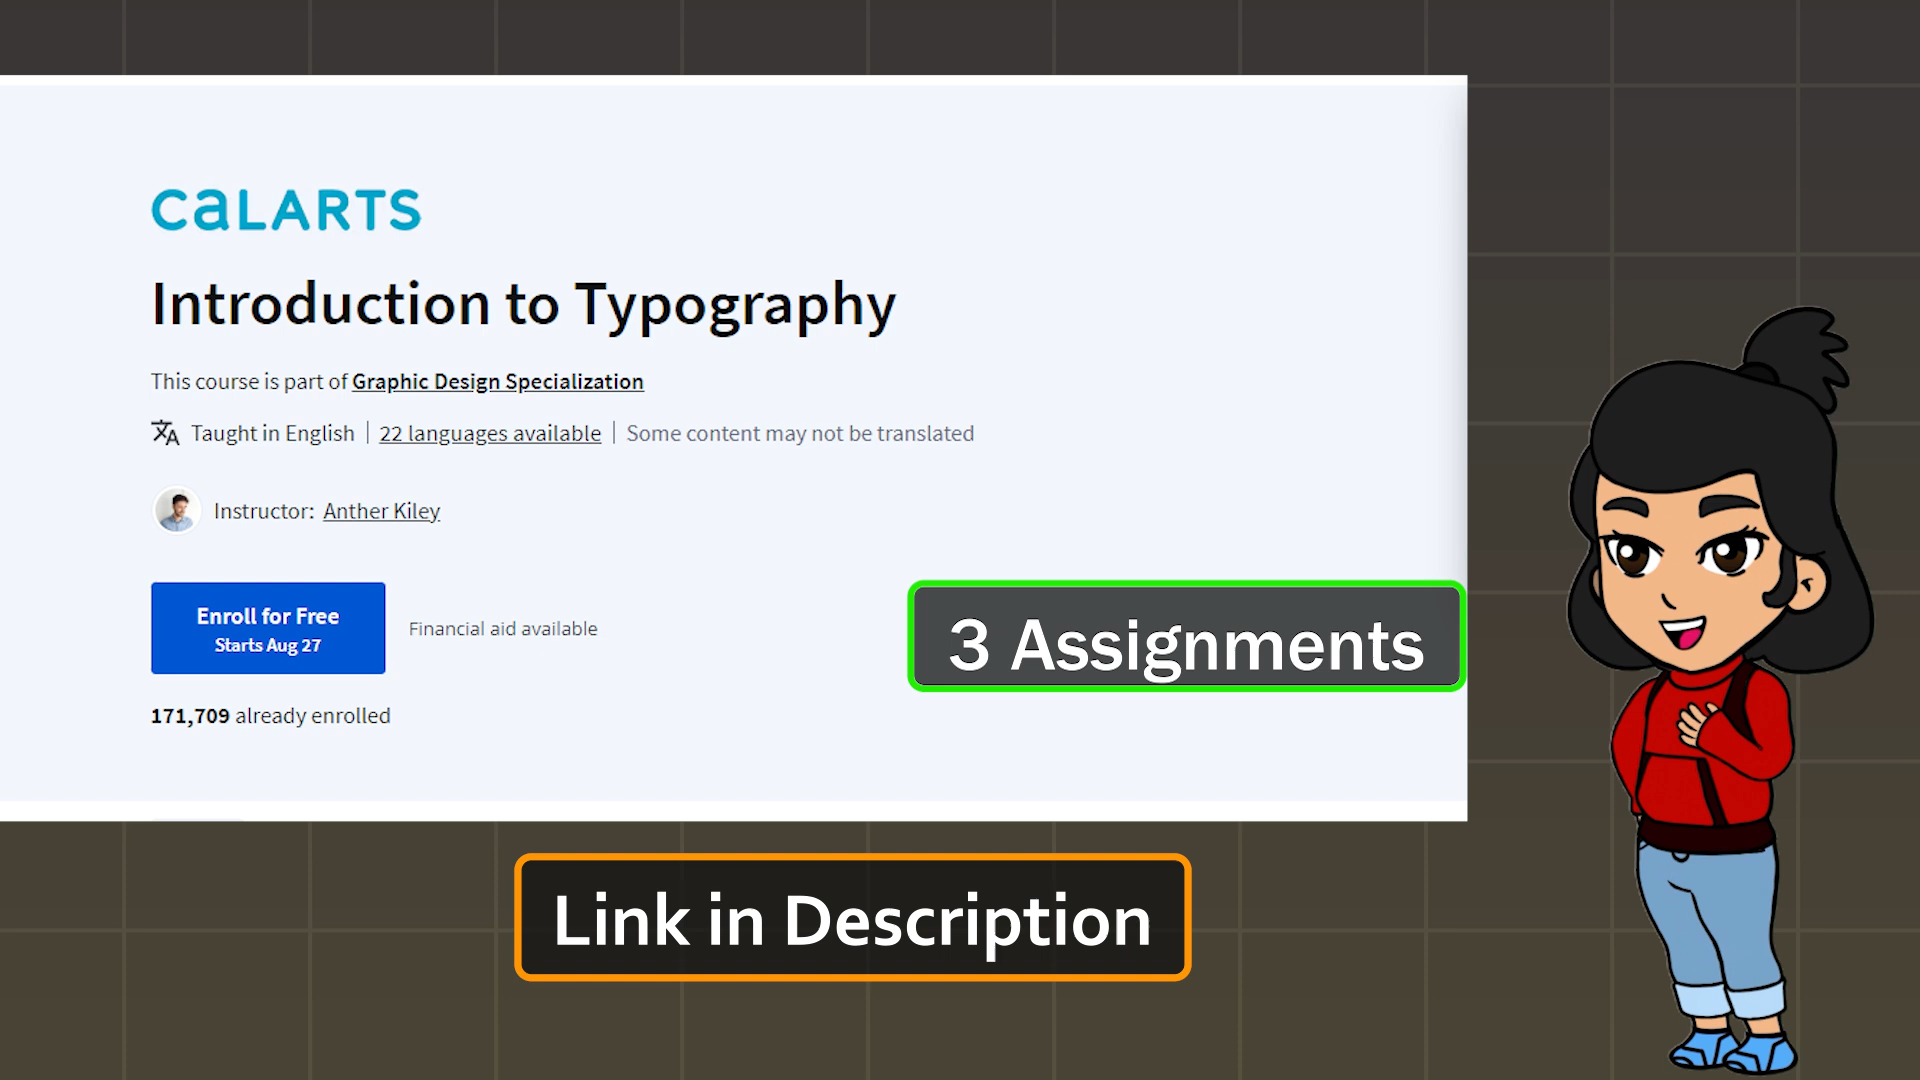 CaLARTS
Introduction to Typography
This course is part of Graphic Design Specialization
Taught in English | 22 languages available | Some content may not be translated
Instructor: Anther Kiley
Enroll for Free
Starts Aug 27
Financial aid available
3 Assignments
171,709 already enrolled
Link in Description